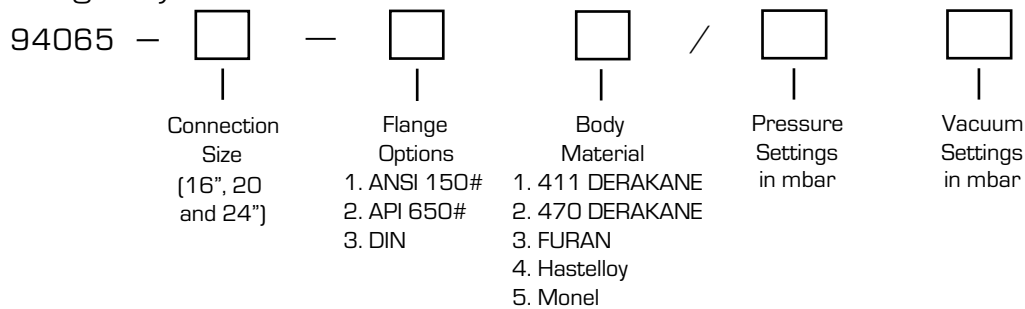 94065 – — /
Connection
Size
(16”, 20
and 24”)
Flange
Options
1. ANSI 150#
2. API 650#
3. DIN
Body
Material
1. 411 DERAKANE
2. 470 DERAKANE
3. FURAN
4. Hastelloy
5. Monel
Pressure
Settings
in mbar
Vacuum
Settings
in mbar